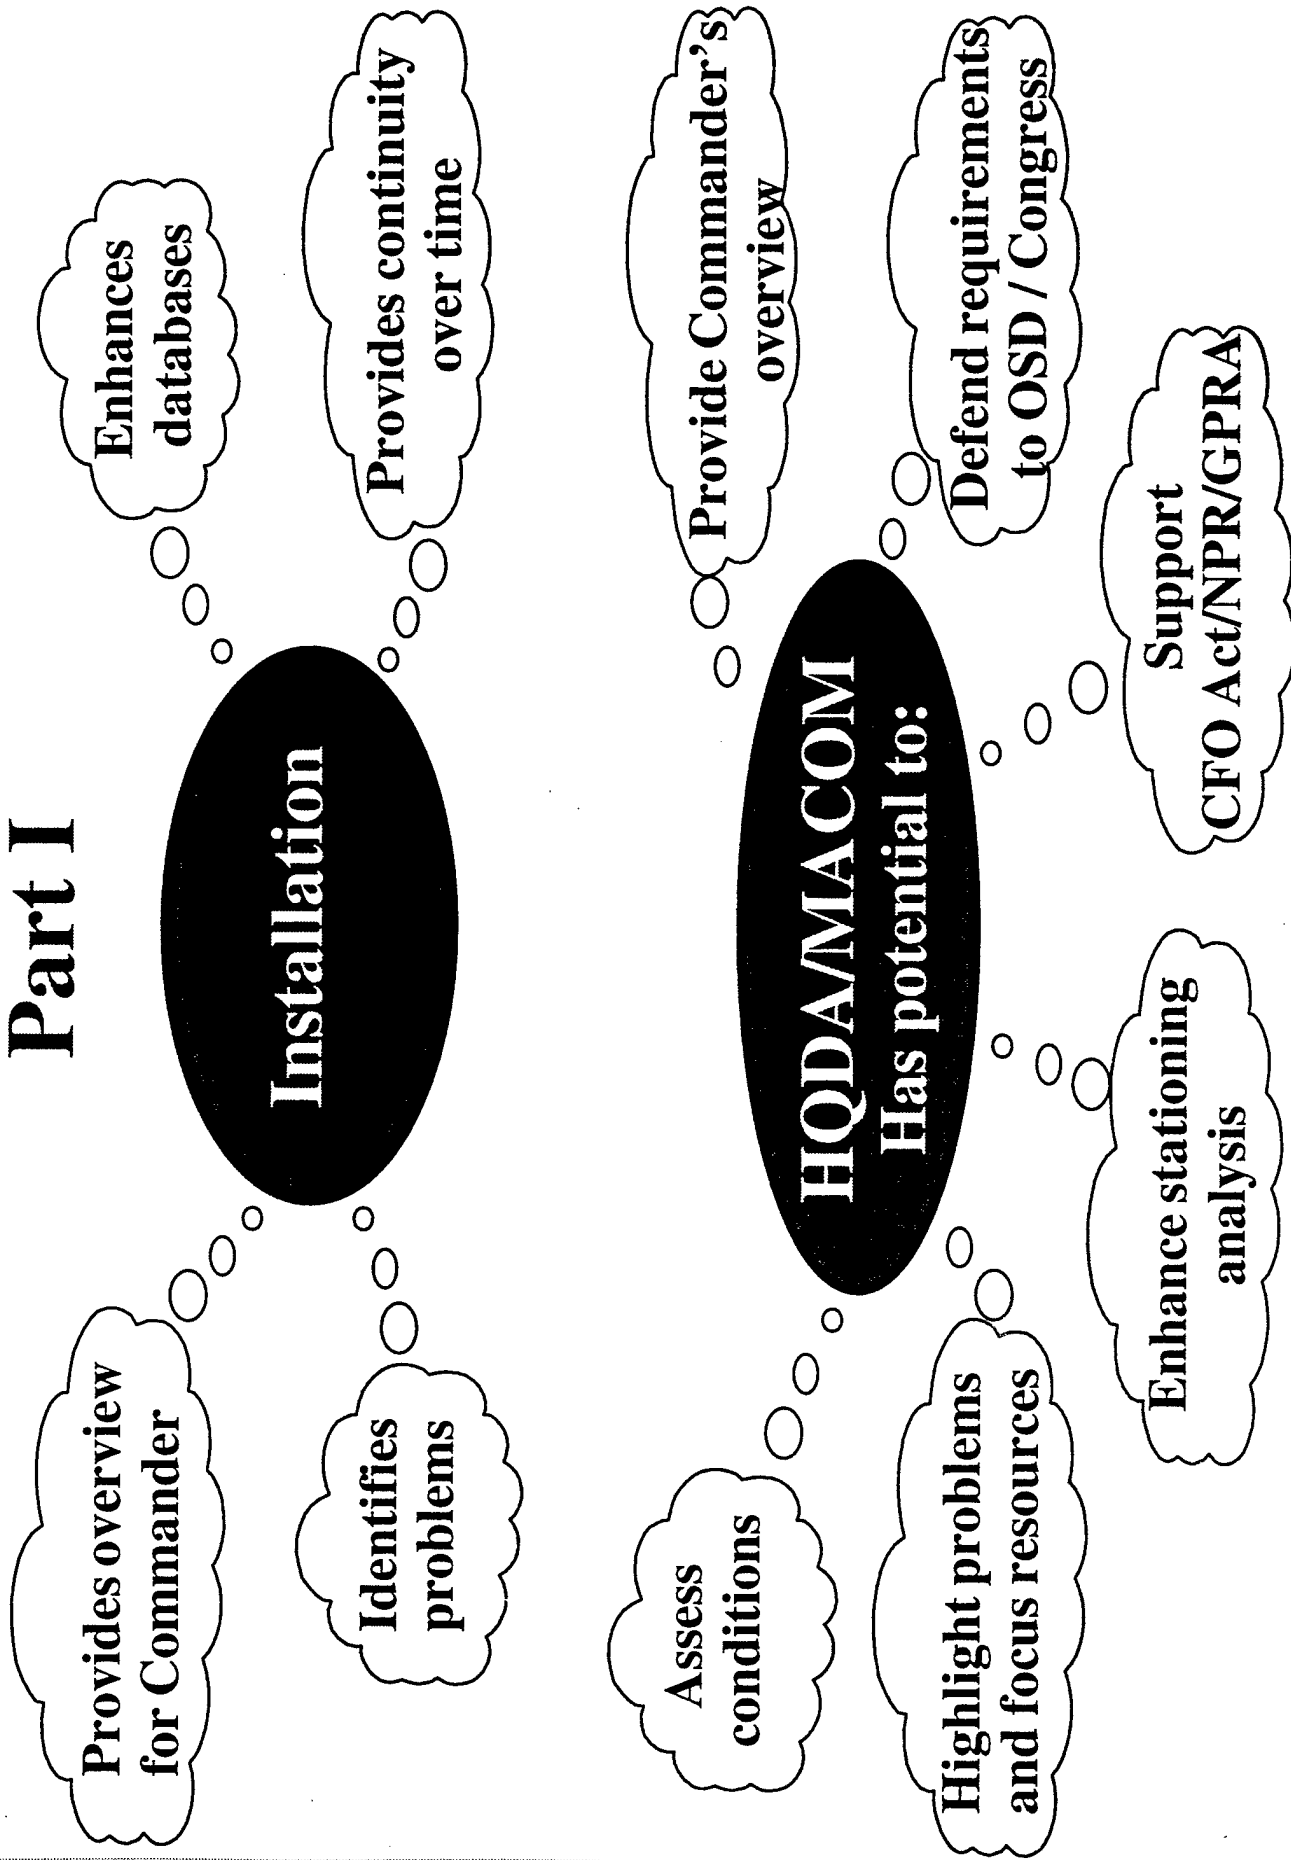 Part I
Provides overview
for Commander
Enhances
databases
Installation
Identifies
problems
Provides continuity
over time
Assess
conditions
Provide Commander's
overview
HQDA/MACOM
Has potential to:
Highlight problems
and focus resources
Defend requirements
to OSD / Congress
Enhance stationing
analysis
Support
CFO Act/NPR/GPRA